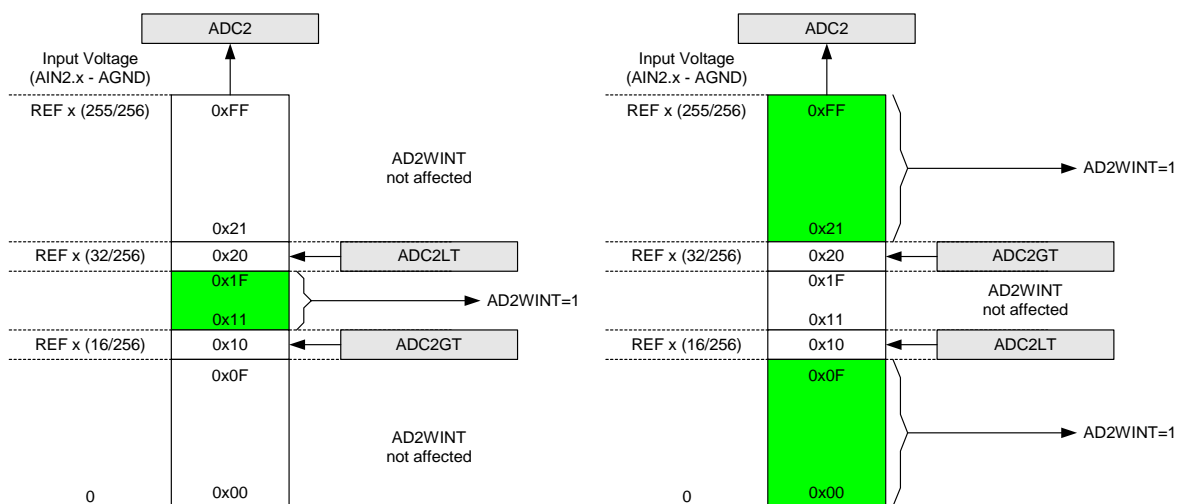 ADC2
Input Voltage
(AIN2.x - AGND)
REF x (255/256)
0xFF
AD2WINT
not affected
0x21
REF x (32/256)
0x20
ADC2LT
0x1F
AD2WINT=1
0x11
REF x (16/256)
0x10
ADC2GT
0x0F
AD2WINT
not affected
0
0x00
ADC2
Input Voltage
(AIN2.x - AGND)
REF x (255/256)
0xFF
AD2WINT=1
0x21
REF x (32/256)
0x20
ADC2GT
0x1F
AD2WINT
not affected
0x11
REF x (16/256)
0x10
ADC2LT
0x0F
AD2WINT=1
0
0x00